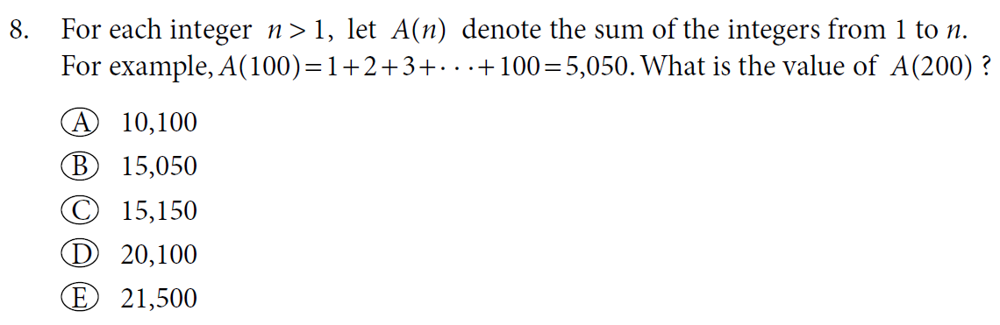 8. For each integer n > 1, let A(n) denote the sum of the integers from 1 to n.
For example, A(100)=1+2+3+· · ·+100=5,050. What is the value of A(200) ?
A 10,100
B 15,050
C 15,150
D 20,100
E 21,500